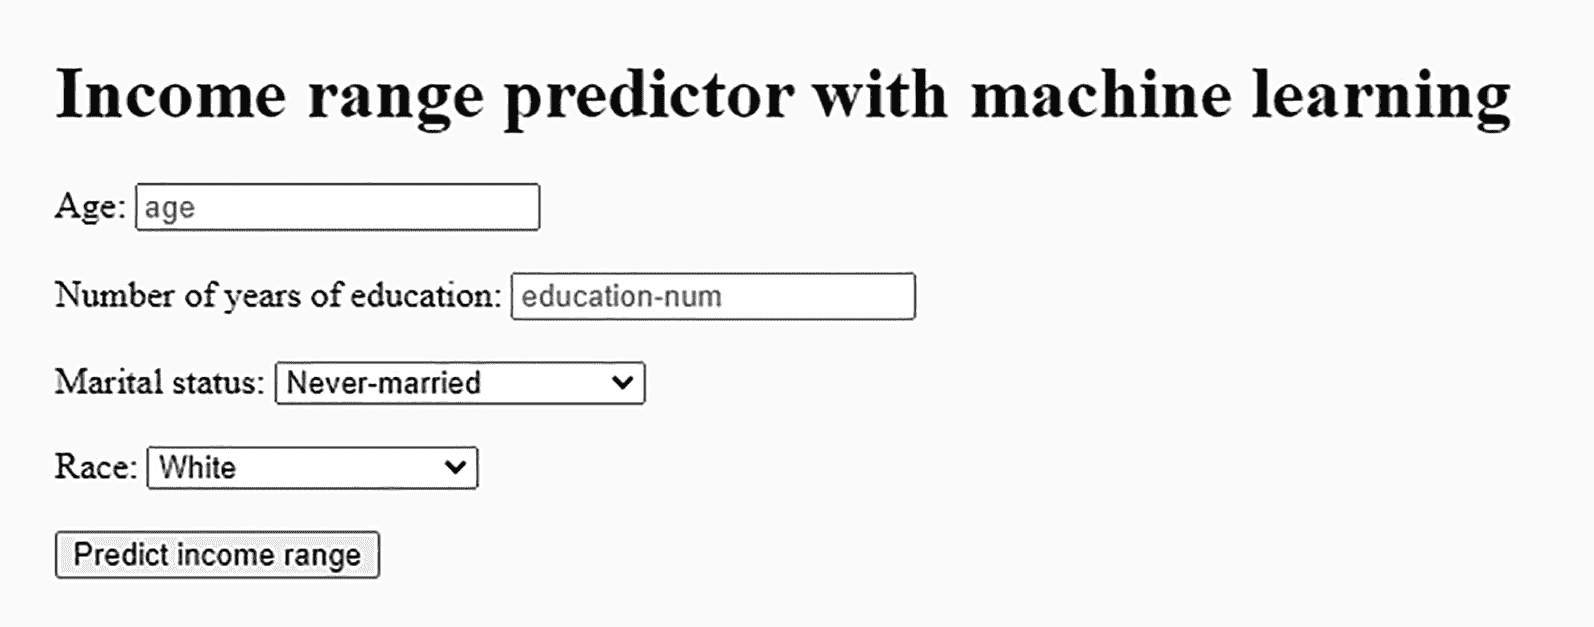 Income range predictor with machine learning
Age: age
Number of years of education: education-num
Marital status: Never-married
Race: White
Predict income range